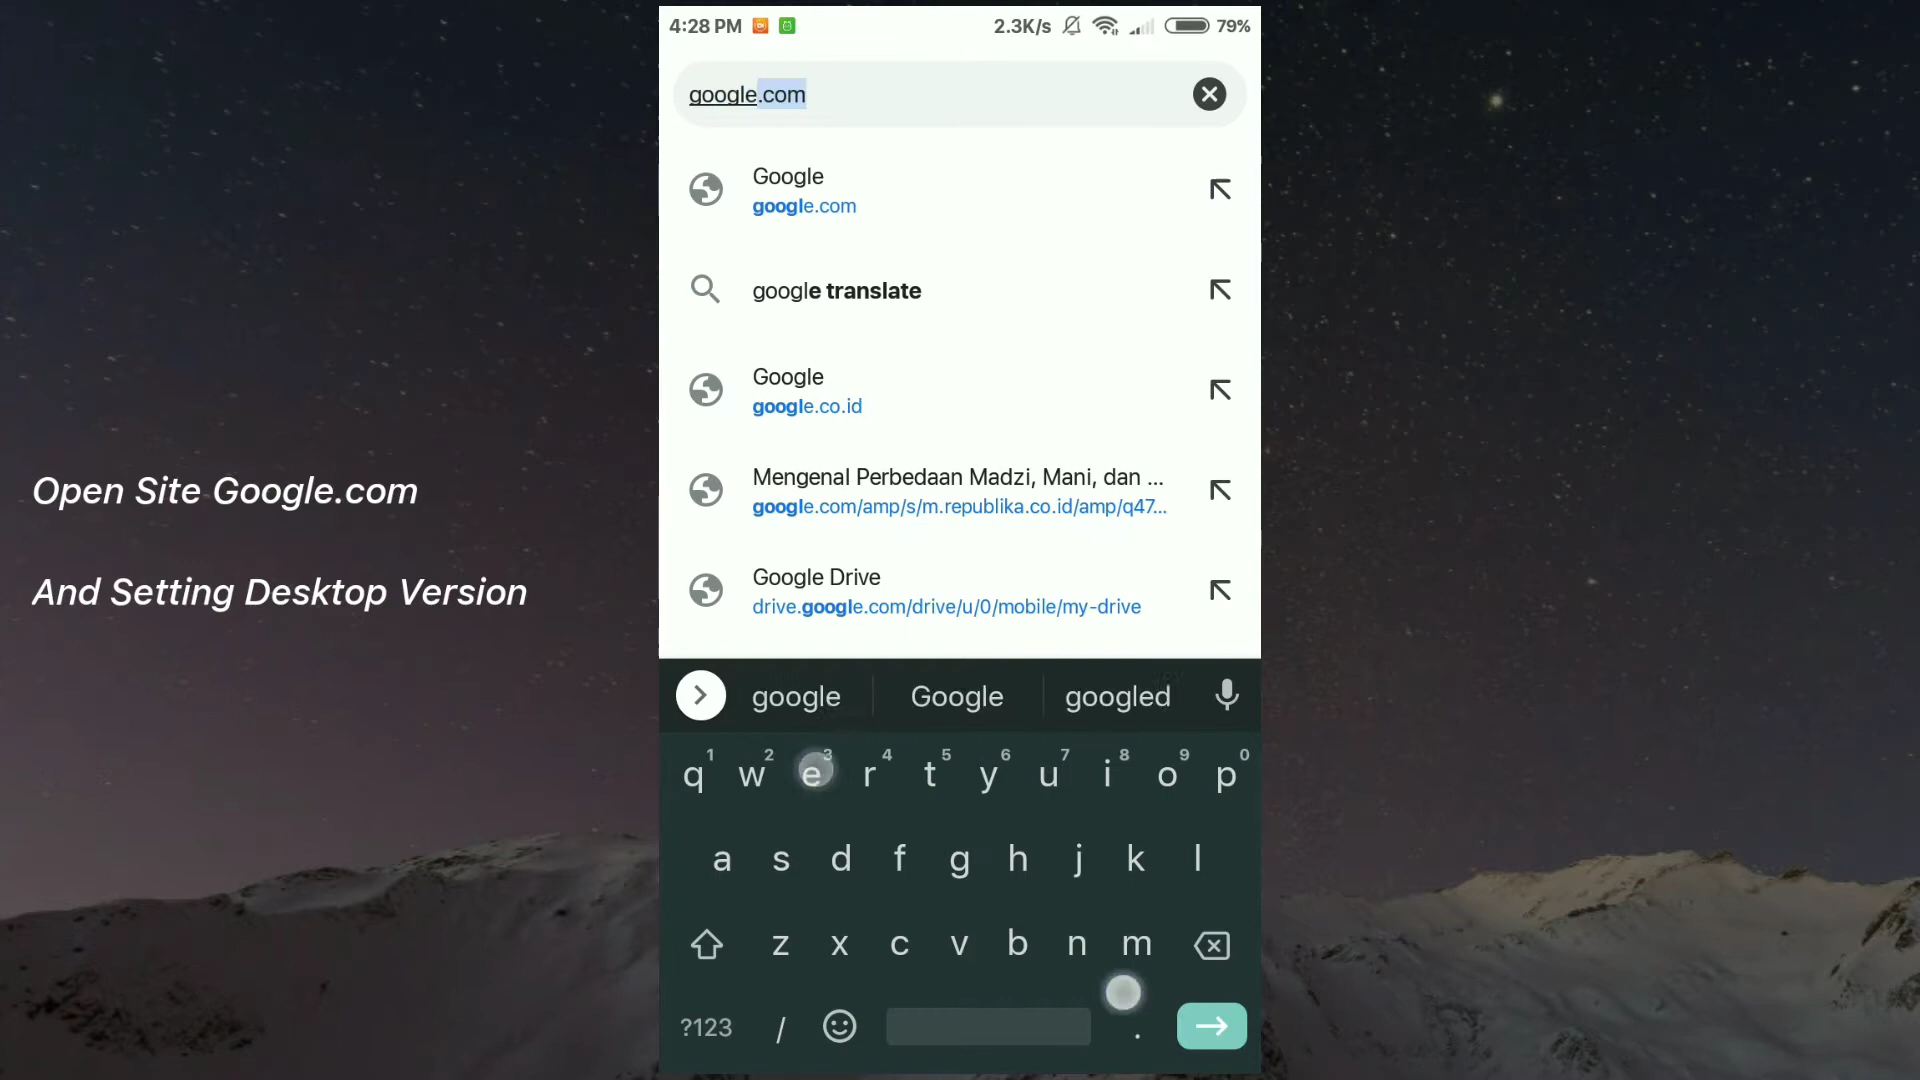 4:28 PM 2.3K/s 79%
google.com
Google
google.com
google translate
Google
google.co.id
Mengenal Perbedaan Madzi, Mani, dan ...
google.com/amp/s/m.republika.co.id/amp/q47...
Google Drive
drive.google.com/drive/u/0/mobile/my-drive
Open Site Google.com
And Setting Desktop Version
google Google googled
1 2 3 4 5 6 7 8 9 0
q w e r t y u i o p
a s d f g h j k l
z x c v b n m
?123 / .